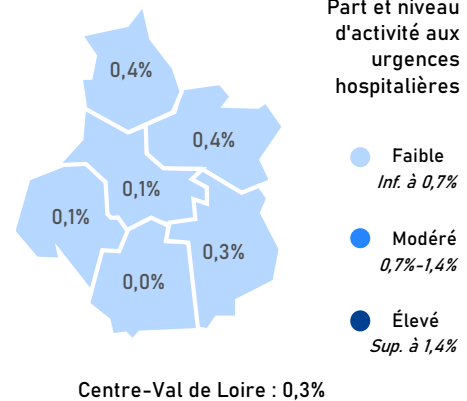 Part et niveau
d'activité aux
urgences
hospitalières
0,4%
0,4%
0,1%
0,1%
0,3%
0,0%
Faible
Inf. à 0,7%
Modéré
0,7%-1,4%
Élevé
Sup. à 1,4%
Centre-Val de Loire : 0,3%